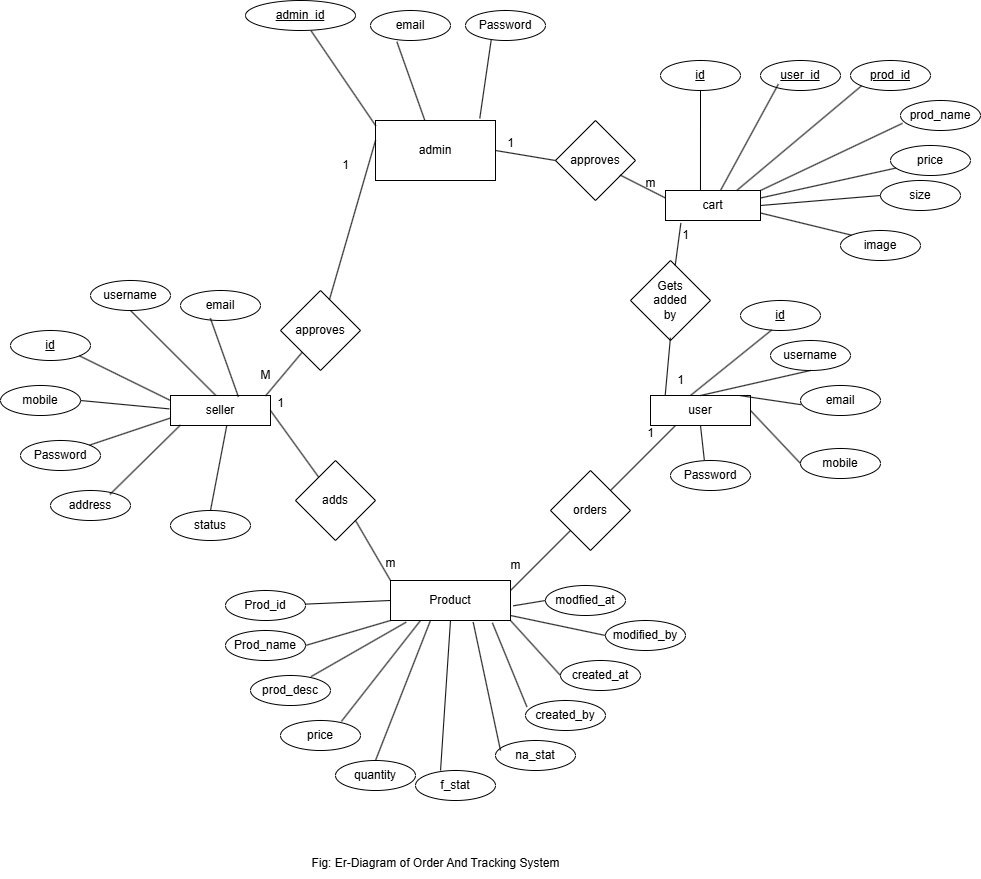 admin_id
email
Password
admin
1
approves
m
1
id
user_id
prod_id
prod_name
price
size
image
cart
1
Gets
added
by
1
approves
M
username
email
id
mobile
Password
address
status
seller
1
adds
m
id
username
email
mobile
Password
user
1
orders
m
Product
Prod_id
Prod_name
prod_desc
price
quantity
f_stat
na_stat
created_by
created_at
modified_by
modfied_at
Fig: Er-Diagram of Order And Tracking System